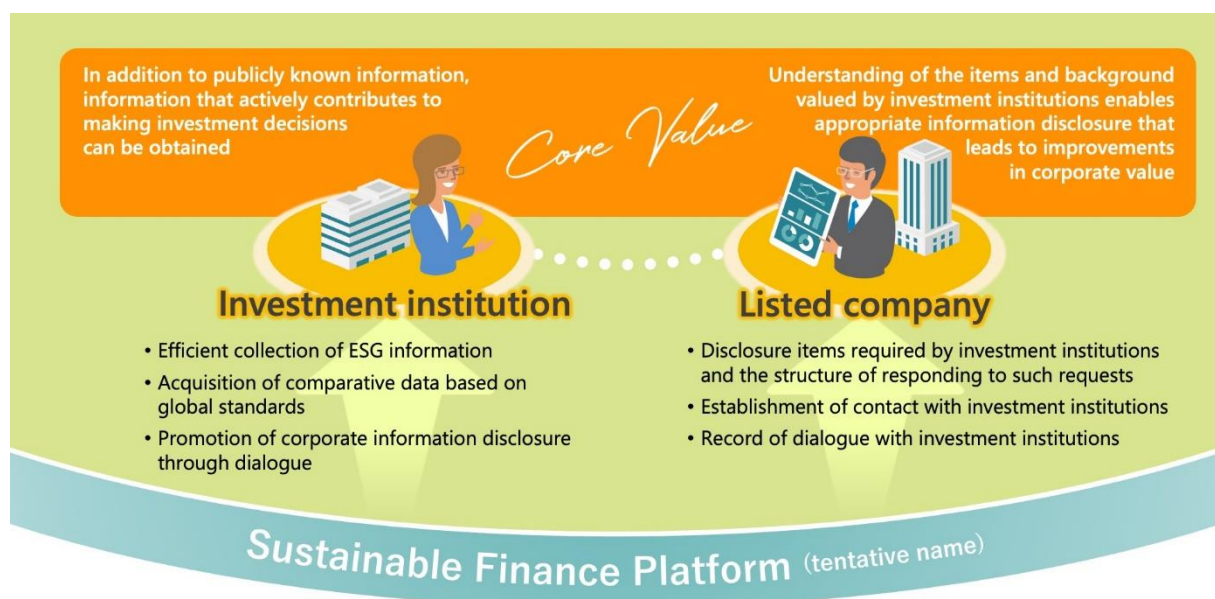 In addition to publicly known information,
information that actively contributes to
making investment decisions
can be obtained
Core Value
Understanding of the items and background
valued by investment institutions enables
appropriate information disclosure that
leads to improvements
in corporate value
Investment institution
• Efficient collection of ESG information
• Acquisition of comparative data based on
global standards
• Promotion of corporate information disclosure
through dialogue
Listed company
• Disclosure items required by investment institutions
and the structure of responding to such requests
• Establishment of contact with investment institutions
• Record of dialogue with investment institutions
Sustainable Finance Platform (tentative name)